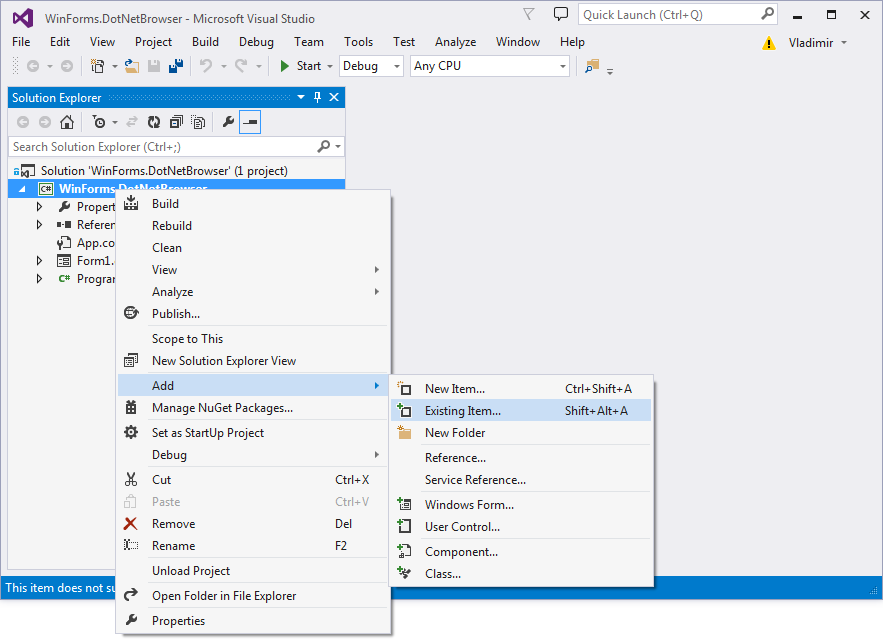 WinForms.DotNetBrowser - Microsoft Visual Studio
Quick Launch (Ctrl+Q)
File Edit View Project Build Debug Team Tools Test Analyze Window Help Vladimir
Start Debug Any CPU
Solution Explorer
Search Solution Explorer (Ctrl+;)
Solution 'WinForms.DotNetBrowser' (1 project)
C# WinForms.DotNetBrowser
Propert
Referen
App.co
Form1.
C# Program
Build
Rebuild
Clean
View
Analyze
Publish...
Scope to This
New Solution Explorer View
Add
Manage NuGet Packages...
Set as StartUp Project
Debug
Cut Ctrl+X
Paste Ctrl+V
Remove Del
Rename F2
Unload Project
Open Folder in File Explorer
Properties
New Item... Ctrl+Shift+A
Existing Item... Shift+Alt+A
New Folder
Reference...
Service Reference...
Windows Form...
User Control...
Component...
Class...
This item does not su